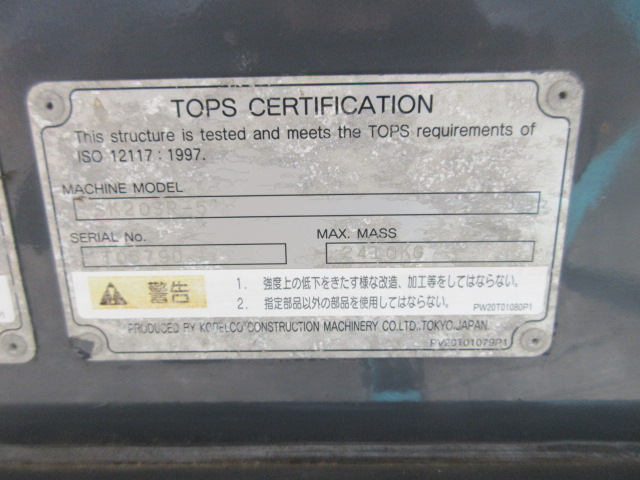 TOPS CERTIFICATION
This structure is tested and meets the TOPS requirements of
ISO 12117 : 1997.
MACHINE MODEL
SERIAL No. MAX. MASS
警告
1. 強度上の低下をきたす様な改造、加工等をしてはならない。
2. 指定部品以外の部品を使用してはならない。
PW20T01080P1
PRODUCED BY KOBELCO CONSTRUCTION MACHINERY CO.LTD.,TOKYO,JAPAN
PV20T01079P1